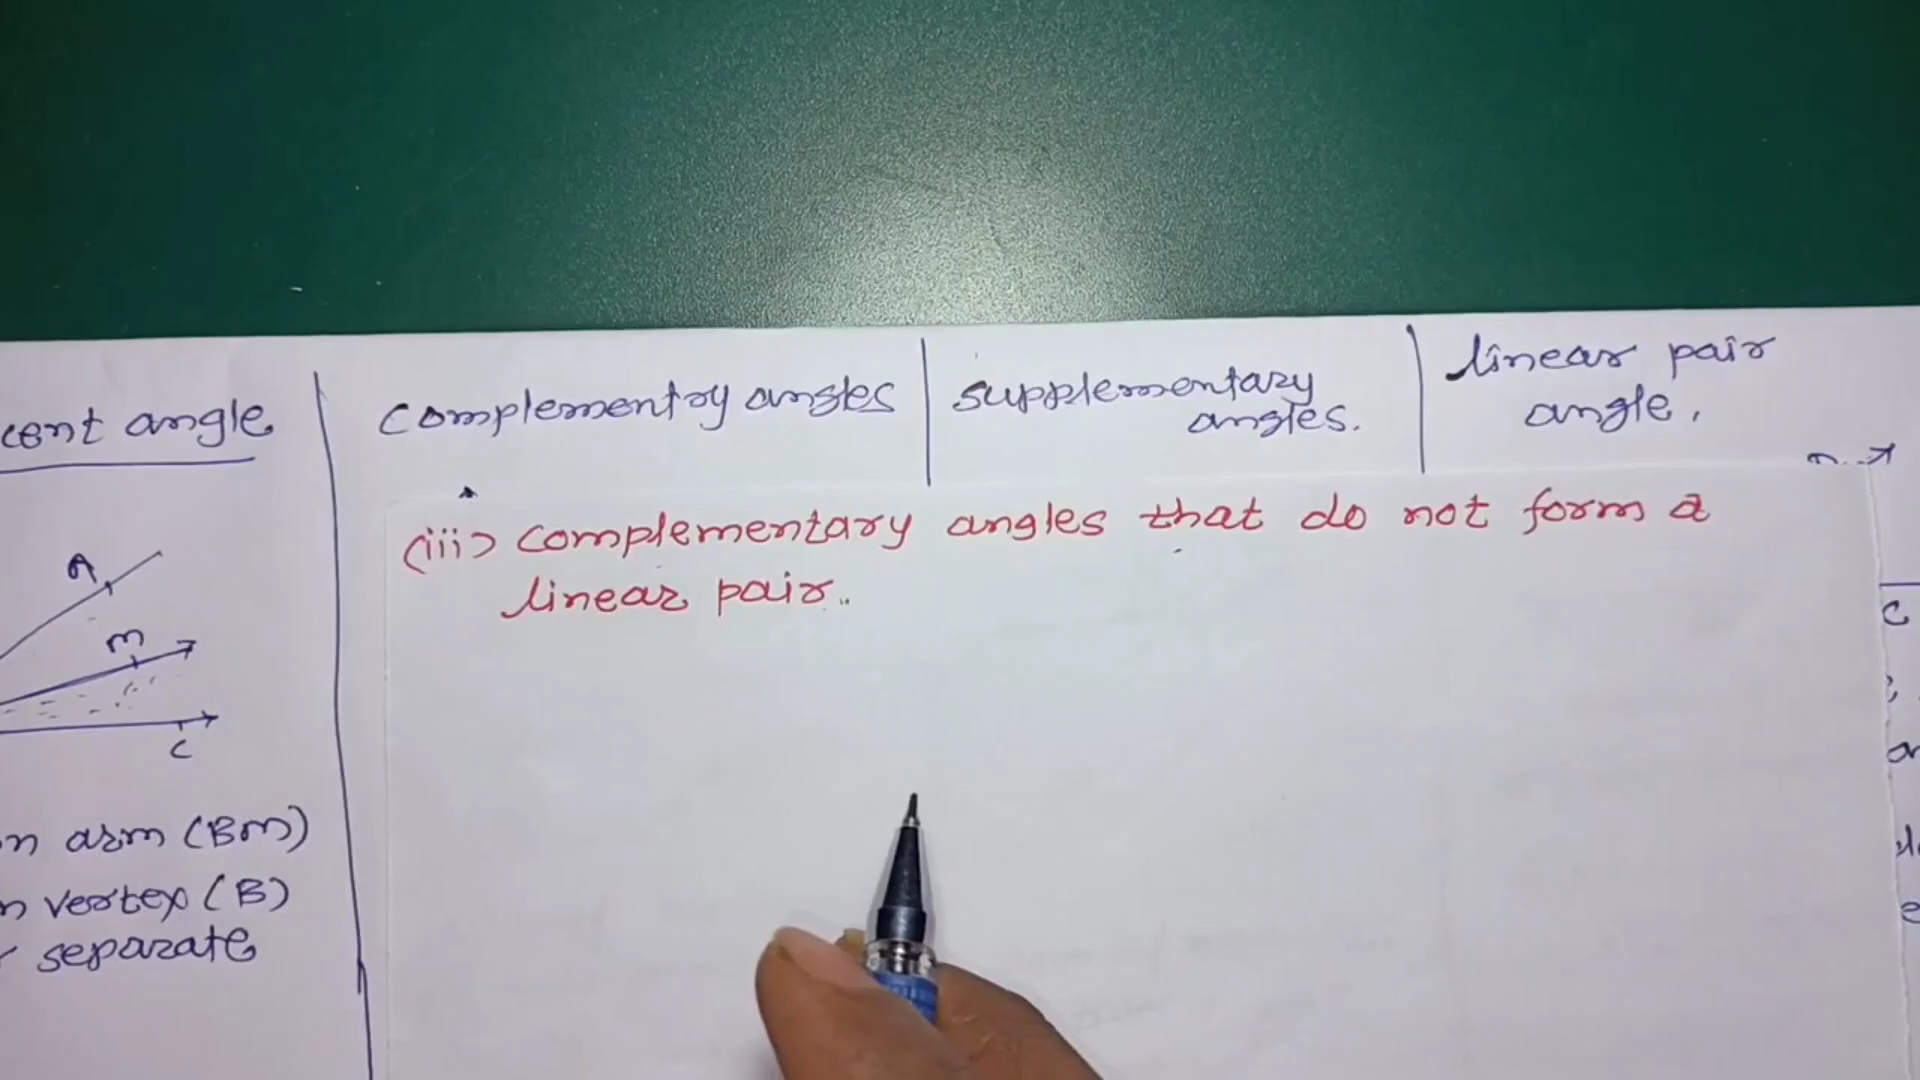 cent angle
complementry angles
supplementary
angles.
linear pair
angle.
(iii) complementary angles that do not form a
linear pair..
A
m
C
n arm (Bm)
n vertex (B)
r separate
C